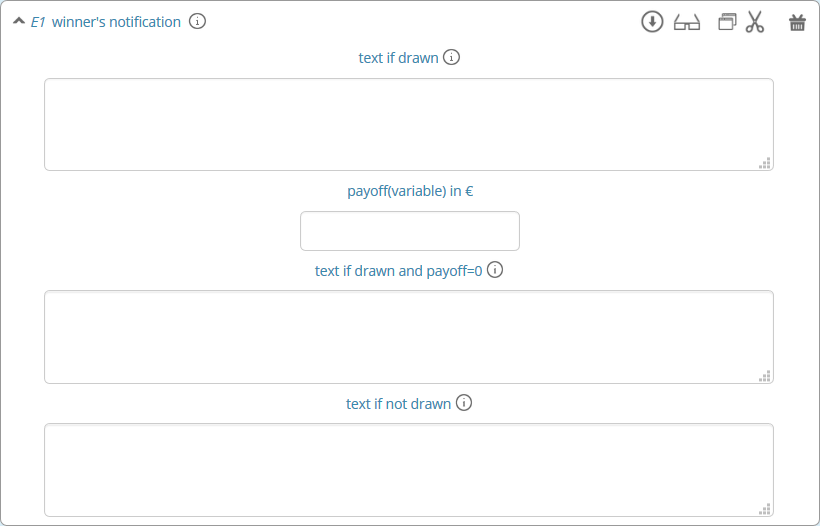 E1 winner's notification
text if drawn
payoff(variable) in €
text if drawn and payoff=0
text if not drawn